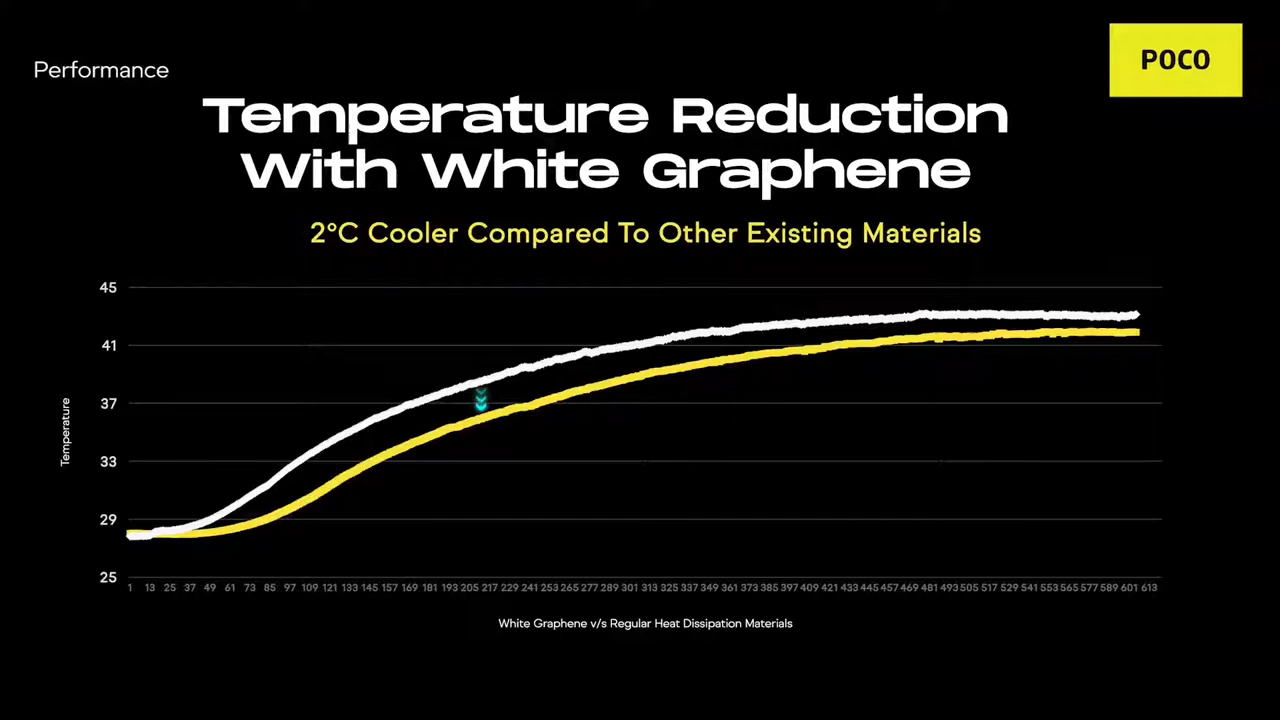 POCO
Performance
Temperature Reduction
With White Graphene
2°C Cooler Compared To Other Existing Materials
45
41
37
33
29
25
Temperature
1 13 25 37 49 61 73 85 97 109 121 133 145 157 169 181 193 205 217 229 241 253 265 277 289 301 313 325 337 349 361 373 385 397 409 421 433 445 457 469 481 493 505 517 529 541 553 565 577 589 601 613
White Graphene v/s Regular Heat Dissipation Materials